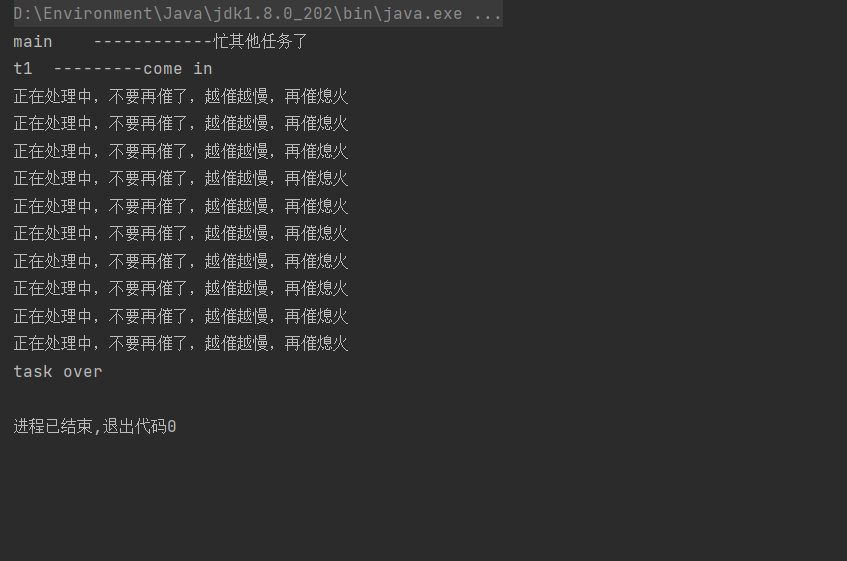 D:\Environment\Java\jdk1.8.0_202\bin\java.exe ...
main    ------------忙其他任务了
t1  ---------come in
正在处理中，不要再催了，越催越慢，再催熄火
正在处理中，不要再催了，越催越慢，再催熄火
正在处理中，不要再催了，越催越慢，再催熄火
正在处理中，不要再催了，越催越慢，再催熄火
正在处理中，不要再催了，越催越慢，再催熄火
正在处理中，不要再催了，越催越慢，再催熄火
正在处理中，不要再催了，越催越慢，再催熄火
正在处理中，不要再催了，越催越慢，再催熄火
正在处理中，不要再催了，越催越慢，再催熄火
正在处理中，不要再催了，越催越慢，再催熄火
task over
进程已结束,退出代码0